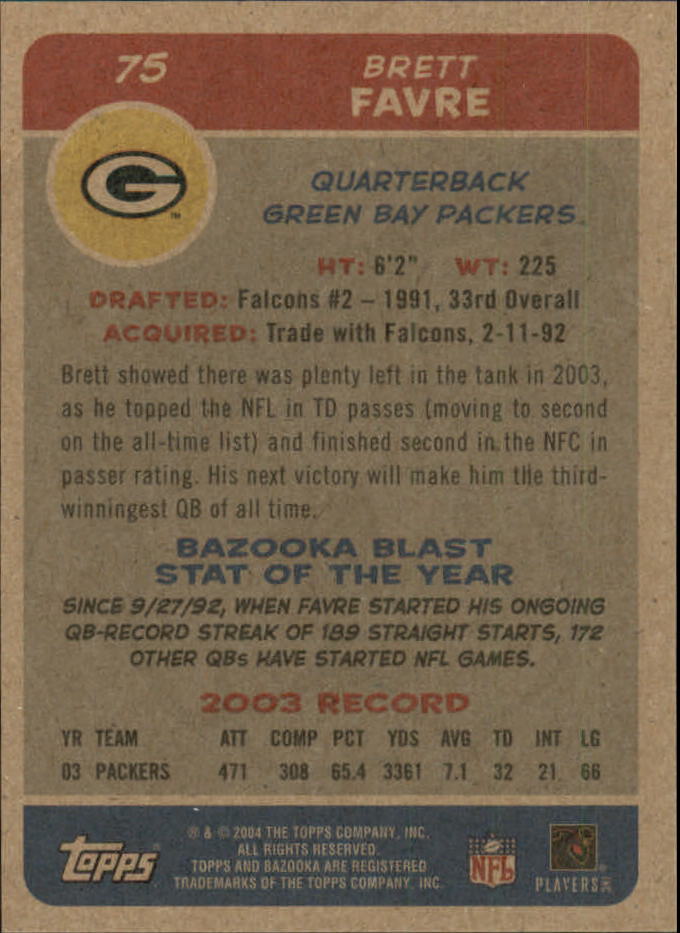 75
BRETT
FAVRE
G
™
QUARTERBACK
GREEN BAY PACKERS
HT: 6'2" WT: 225
DRAFTED: Falcons #2 – 1991, 33rd Overall
ACQUIRED: Trade with Falcons, 2-11-92
Brett showed there was plenty left in the tank in 2003,
as he topped the NFL in TD passes (moving to second
on the all-time list) and finished second in the NFC in
passer rating. His next victory will make him the third-
winningest QB of all time.
BAZOOKA BLAST
STAT OF THE YEAR
SINCE 9/27/92, WHEN FAVRE STARTED HIS ONGOING
QB-RECORD STREAK OF 189 STRAIGHT STARTS, 172
OTHER QBs HAVE STARTED NFL GAMES.
2003 RECORD
YR TEAM ATT COMP PCT YDS AVG TD INT LG
03 PACKERS 471 308 65.4 3361 7.1 32 21 66
topps®
® & © 2004 THE TOPPS COMPANY, INC.
ALL RIGHTS RESERVED.
TOPPS AND BAZOOKA ARE REGISTERED
TRADEMARKS OF THE TOPPS COMPANY, INC.
NFL
PLAYERS